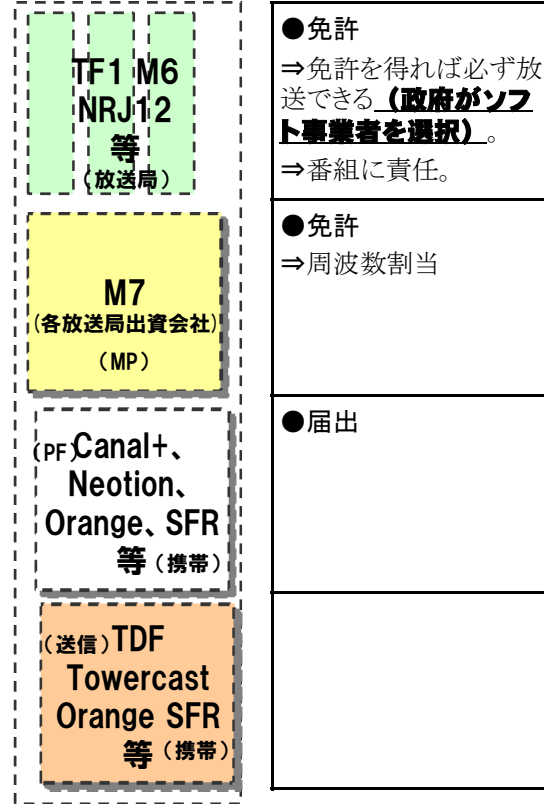 TF1 M6
NRJ12
等
（放送局）
●免許
⇒免許を得れば必ず放
送できる（政府がソフ
ト事業者を選択）。
⇒番組に責任。
M7
(各放送局出資会社)
（MP）
●免許
⇒周波数割当
（PF）Canal+、
Neotion、
Orange、SFR
等（携帯）
●届出
（送信）TDF
Towercast
Orange SFR
等（携帯）